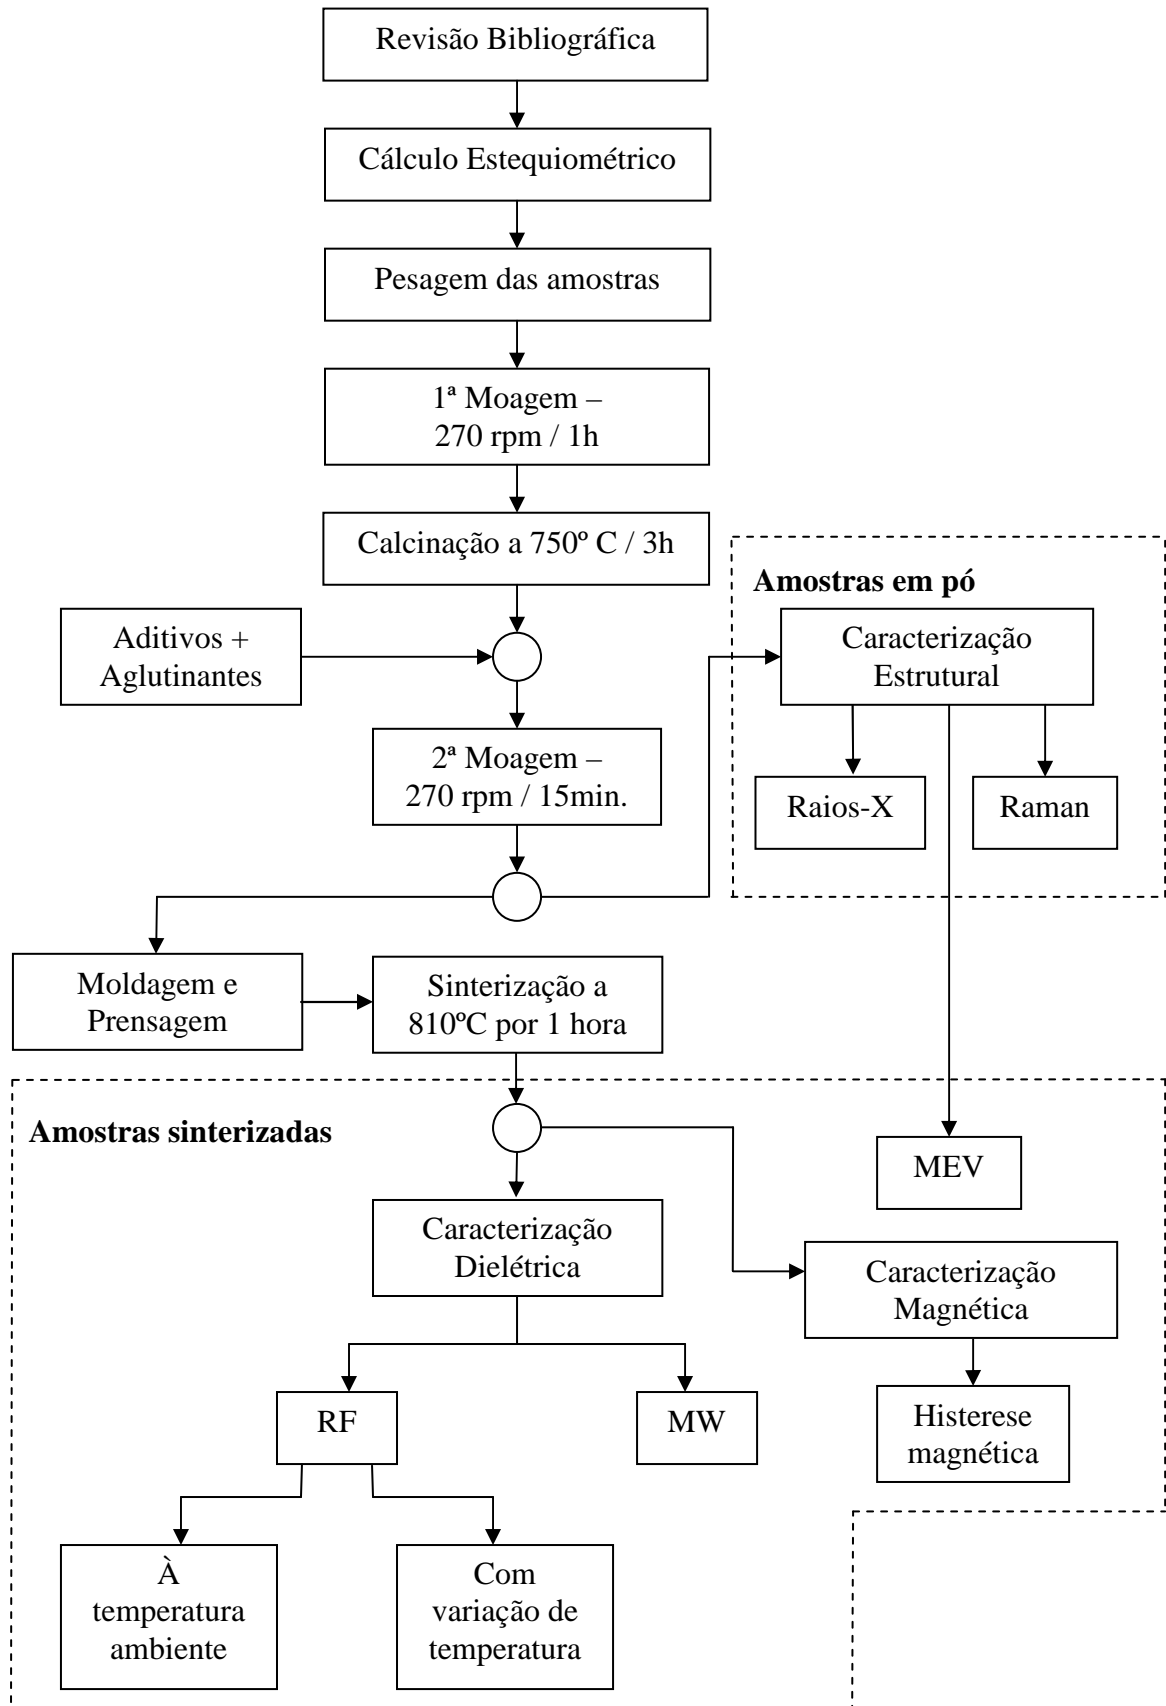 Revisão Bibliográfica
Cálculo Estequiométrico
Pesagem das amostras
1ª Moagem –
270 rpm / 1h
Calcinação a 750º C / 3h
Aditivos +
Aglutinantes
2ª Moagem –
270 rpm / 15min.
Amostras em pó
Caracterização
Estrutural
Raios-X
Raman
Moldagem e
Prensagem
Sinterização a
810ºC por 1 hora
Amostras sinterizadas
MEV
Caracterização
Dielétrica
Caracterização
Magnética
RF
MW
Histerese
magnética
À
temperatura
ambiente
Com
variação de
temperatura